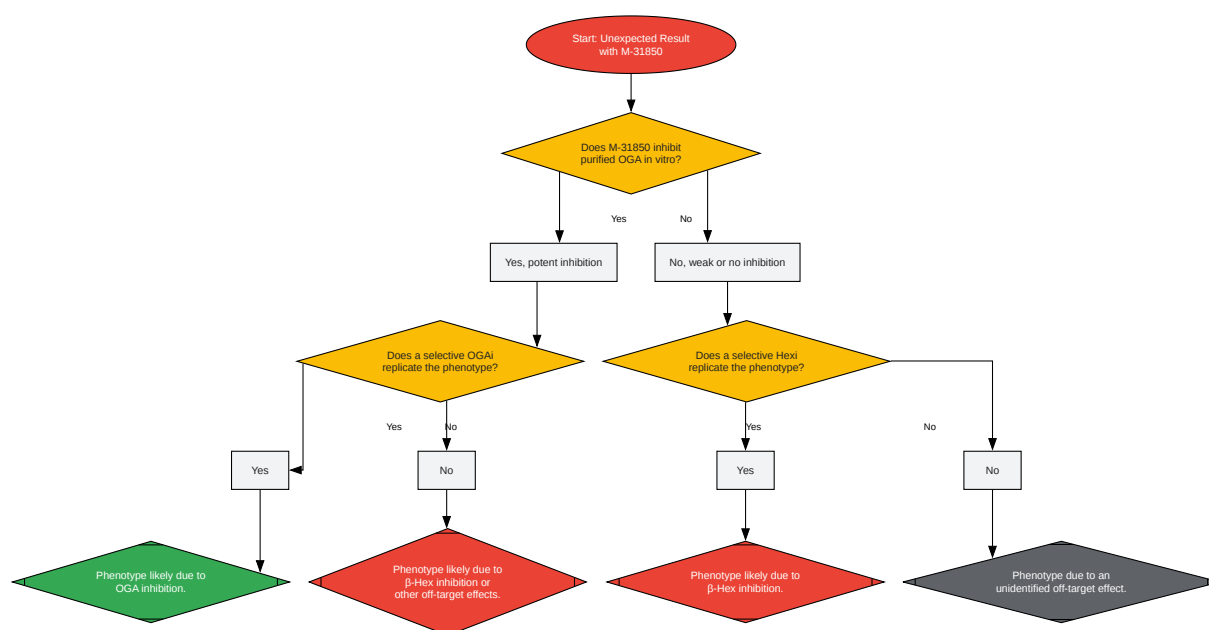 Start: Unexpected Result
with M-31850
Does M-31850 inhibit
purified OGA in vitro?
Yes
No
Yes, potent inhibition
No, weak or no inhibition
Does a selective OGAi
replicate the phenotype?
Does a selective Hexi
replicate the phenotype?
Yes
No
Yes
No
Yes
No
Yes
No
Phenotype likely due to
OGA inhibition.
Phenotype likely due to
β-Hex inhibition or
other off-target effects.
Phenotype likely due to
β-Hex inhibition.
Phenotype due to an
unidentified off-target effect.